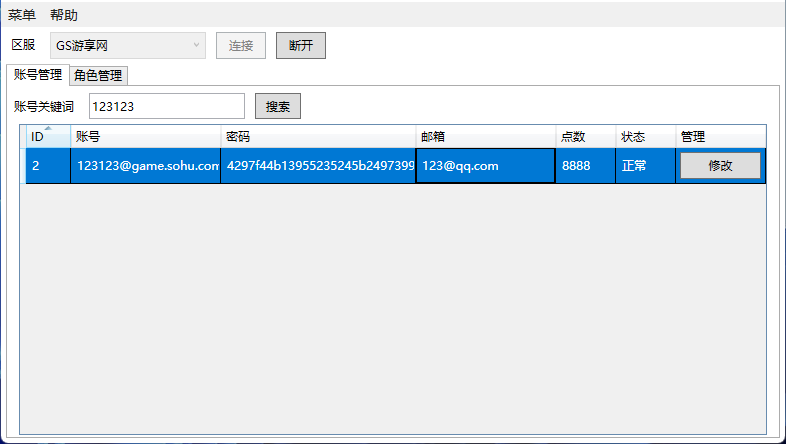 菜单 帮助
区服 GS游享网 连接 断开
账号管理 角色管理
账号关键词 123123 搜索
ID 账号 密码 邮箱 点数 状态 管理
2 123123@game.sohu.com 4297f44b13955235245b2497399 123@qq.com 8888 正常 修改